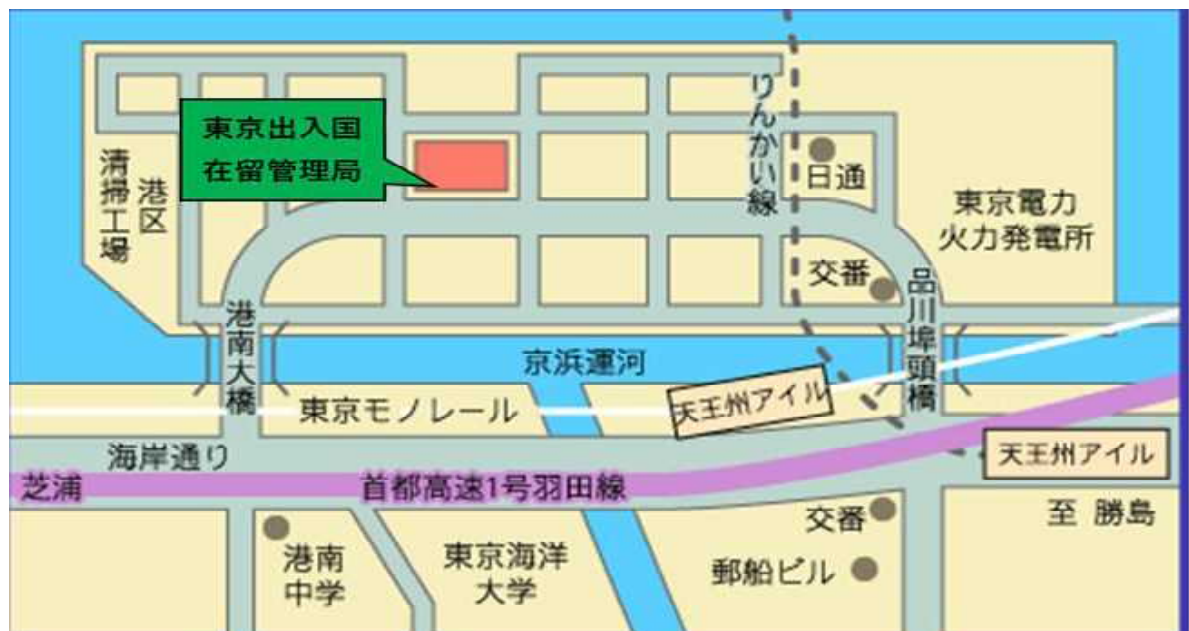 東京出入国
在留管理局
りんかい線
日通
港区
清掃工場
東京電力
火力発電所
交番
品川埠頭橋
港南大橋
京浜運河
天王州アイル
東京モノレール
海岸通り
天王州アイル
芝浦
首都高速1号羽田線
至 勝島
交番
港南
中学
東京海洋
大学
郵船ビル